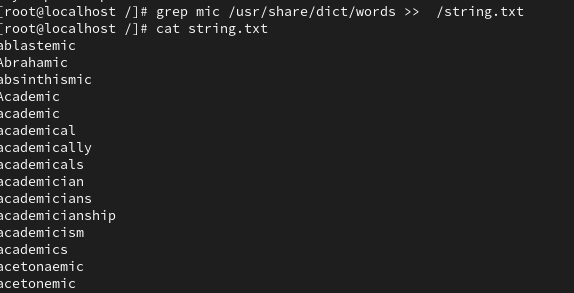 [root@localhost /]# grep mic /usr/share/dict/words >>  /string.txt
[root@localhost /]# cat string.txt
ablastemic
Abrahamic
absinthismic
Academic
academic
academical
academically
academicals
academician
academicians
academicianship
academicism
academics
acetonaemic
acetonemic